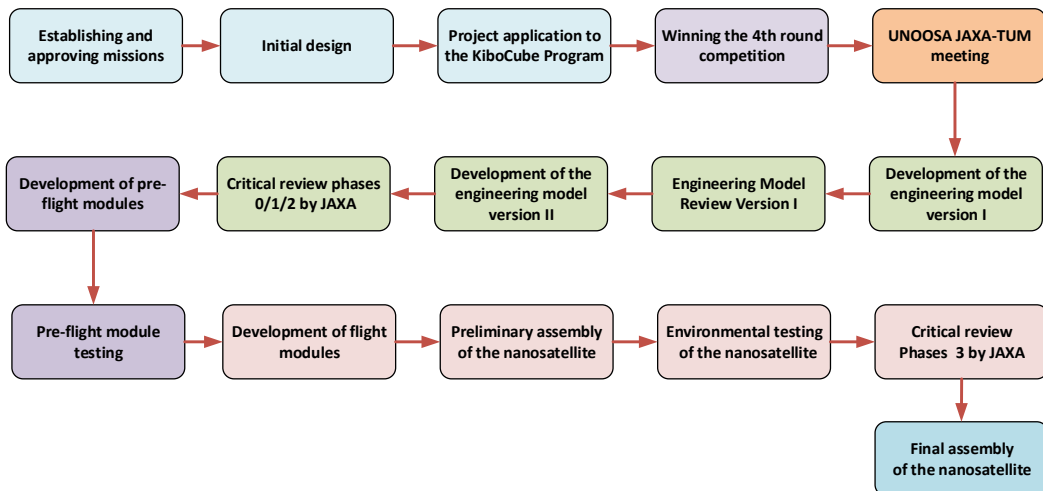 Establishing and
approving missions
Initial design
Project application to
the KiboCube Program
Winning the 4th round
competition
UNOOSA JAXA-TUM
meeting
Development of the
engineering model
version I
Engineering Model
Review Version I
Development of the
engineering model
version II
Critical review phases
0/1/2 by JAXA
Development of pre-
flight modules
Pre-flight module
testing
Development of flight
modules
Preliminary assembly
of the nanosatellite
Environmental testing
of the nanosatellite
Critical review
Phases  3 by JAXA
Final assembly
of the nanosatellite